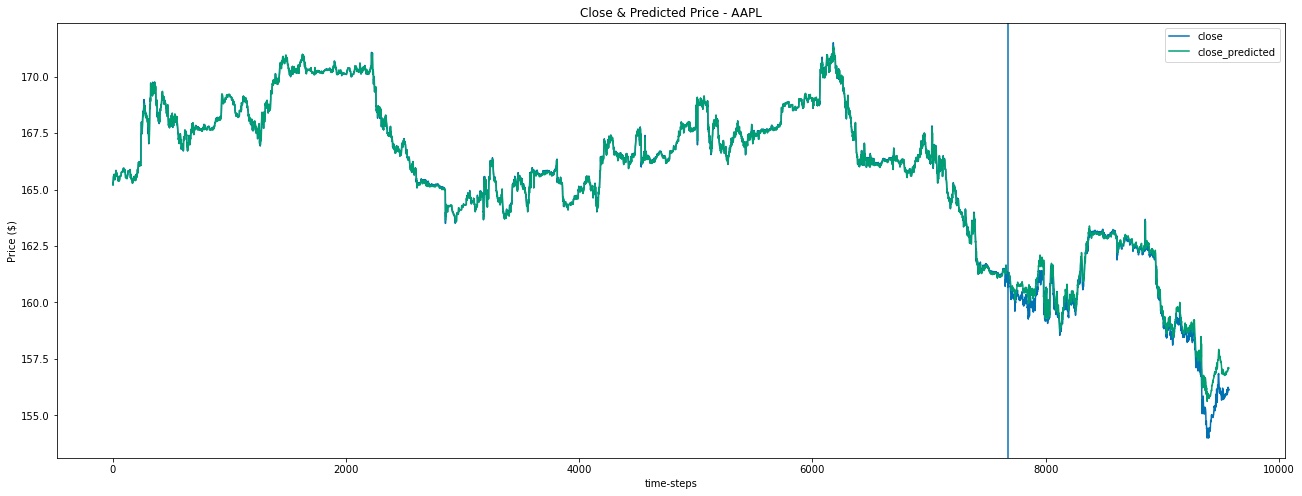 Close & Predicted Price - AAPL
close
close_predicted
Price ($)
170.0
167.5
165.0
162.5
160.0
157.5
155.0
0
2000
4000
6000
8000
10000
time-steps